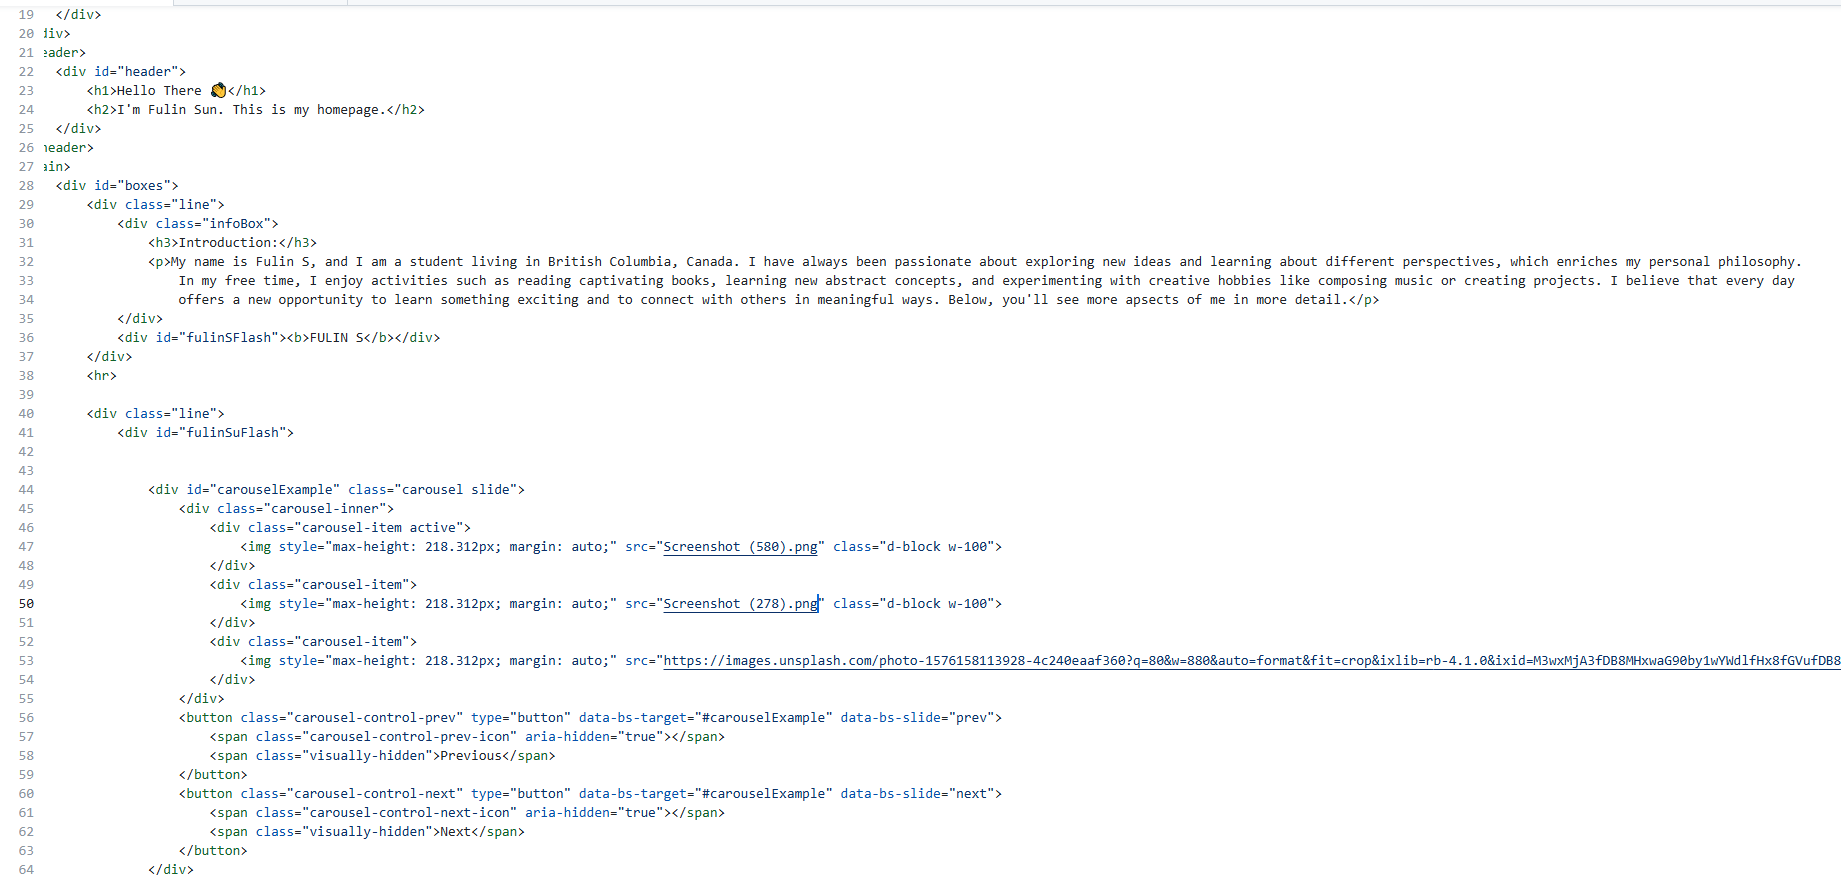 19 </div>
20 div>
21 eader>
22 <div id="header">
23 <h1>Hello There 👏</h1>
24 <h2>I'm Fulin Sun. This is my homepage.</h2>
25 </div>
26 header>
27 ain>
28 <div id="boxes">
29 <div class="line">
30 <div class="infoBox">
31 <h3>Introduction:</h3>
32 <p>My name is Fulin S, and I am a student living in British Columbia, Canada. I have always been passionate about exploring new ideas and learning about different perspectives, which enriches my personal philosophy.
33 In my free time, I enjoy activities such as reading captivating books, learning new abstract concepts, and experimenting with creative hobbies like composing music or creating projects. I believe that every day
34 offers a new opportunity to learn something exciting and to connect with others in meaningful ways. Below, you'll see more apsects of me in more detail.</p>
35 </div>
36 <div id="fulinSFlash"><b>FULIN S</b></div>
37 </div>
38 <hr>
39
40 <div class="line">
41 <div id="fulinSuFlash">
42
43
44 <div id="carouselExample" class="carousel slide">
45 <div class="carousel-inner">
46 <div class="carousel-item active">
47 <img style="max-height: 218.312px; margin: auto;" src="Screenshot (580).png" class="d-block w-100">
48 </div>
49 <div class="carousel-item">
50 <img style="max-height: 218.312px; margin: auto;" src="Screenshot (278).png" class="d-block w-100">
51 </div>
52 <div class="carousel-item">
53 <img style="max-height: 218.312px; margin: auto;" src="https://images.unsplash.com/photo-1576158113928-4c240eaaf360?q=80&w=880&auto=format&fit=crop&ixlib=rb-4.1.0&ixid=M3wxMjA3fDB8MHxwaG90by1wYWdlfHx8fGVufDB8
54 </div>
55 </div>
56 <button class="carousel-control-prev" type="button" data-bs-target="#carouselExample" data-bs-slide="prev">
57 <span class="carousel-control-prev-icon" aria-hidden="true"></span>
58 <span class="visually-hidden">Previous</span>
59 </button>
60 <button class="carousel-control-next" type="button" data-bs-target="#carouselExample" data-bs-slide="next">
61 <span class="carousel-control-next-icon" aria-hidden="true"></span>
62 <span class="visually-hidden">Next</span>
63 </button>
64 </div>